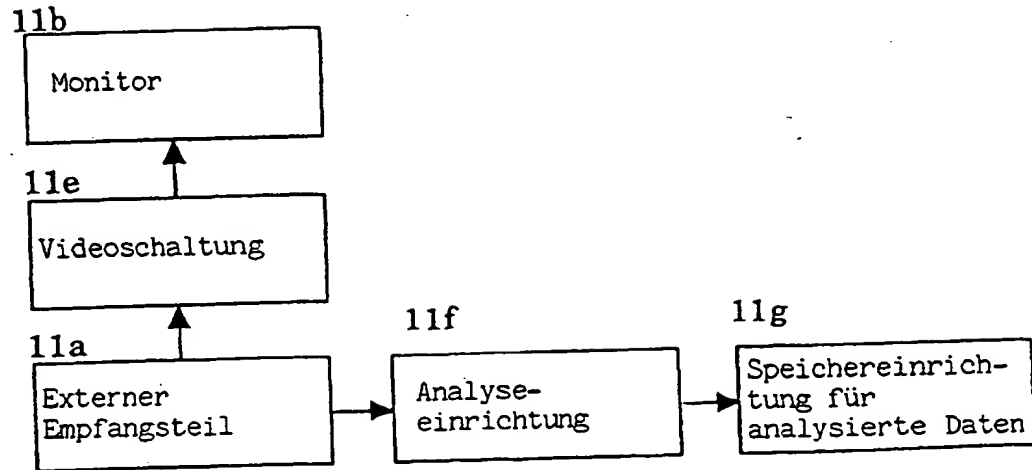 11b
Monitor
11e
Videoschaltung
11a
Externer
Empfangsteil
11f
Analyse-
einrichtung
11g
Speichereinrich-
tung für
analysierte Daten